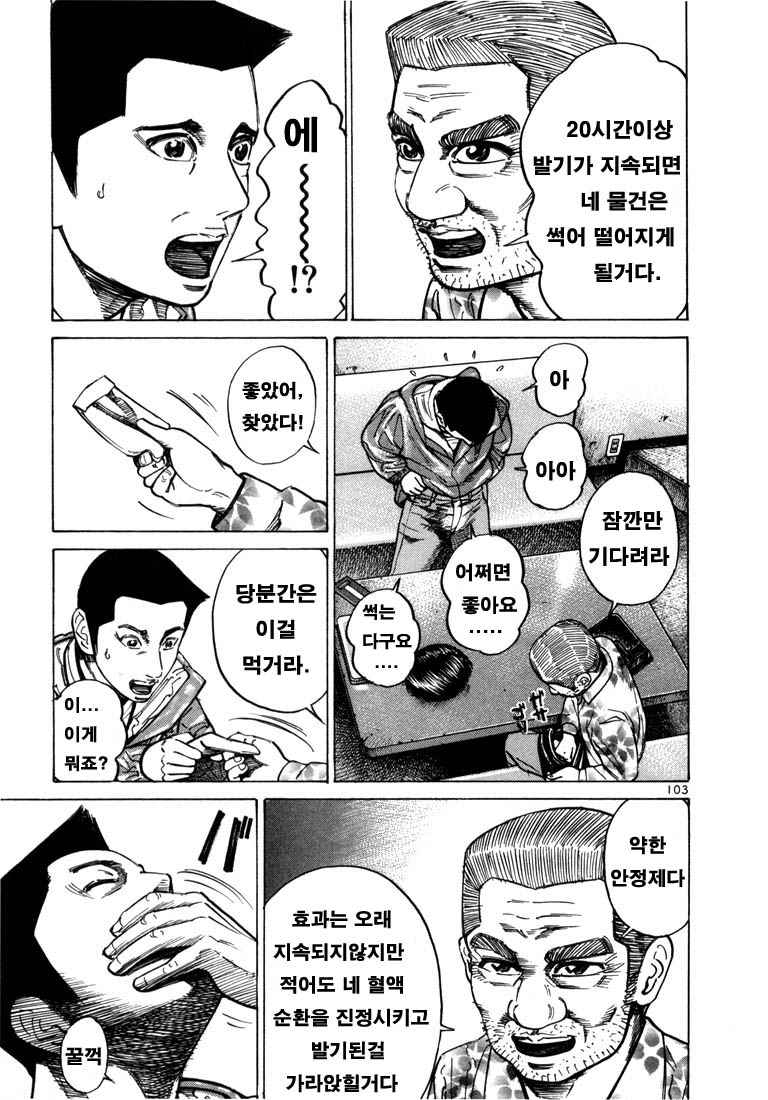 20시간이상
발기가 지속되면
네 물건은
썩어 떨어지게
될거다.
에
!?
아
아아
잠깐만
기다려라
어쩌면
좋아요
.....
썩는
다구요
....
좋았어,
찾았다!
당분간은
이걸
먹거라.
이...
이게
뭐죠?
103
약한
안정제다
효과는 오래
지속되지않지만
적어도 네 혈액
순환을 진정시키고
발기된걸
가라앉힐거다
꿀꺽